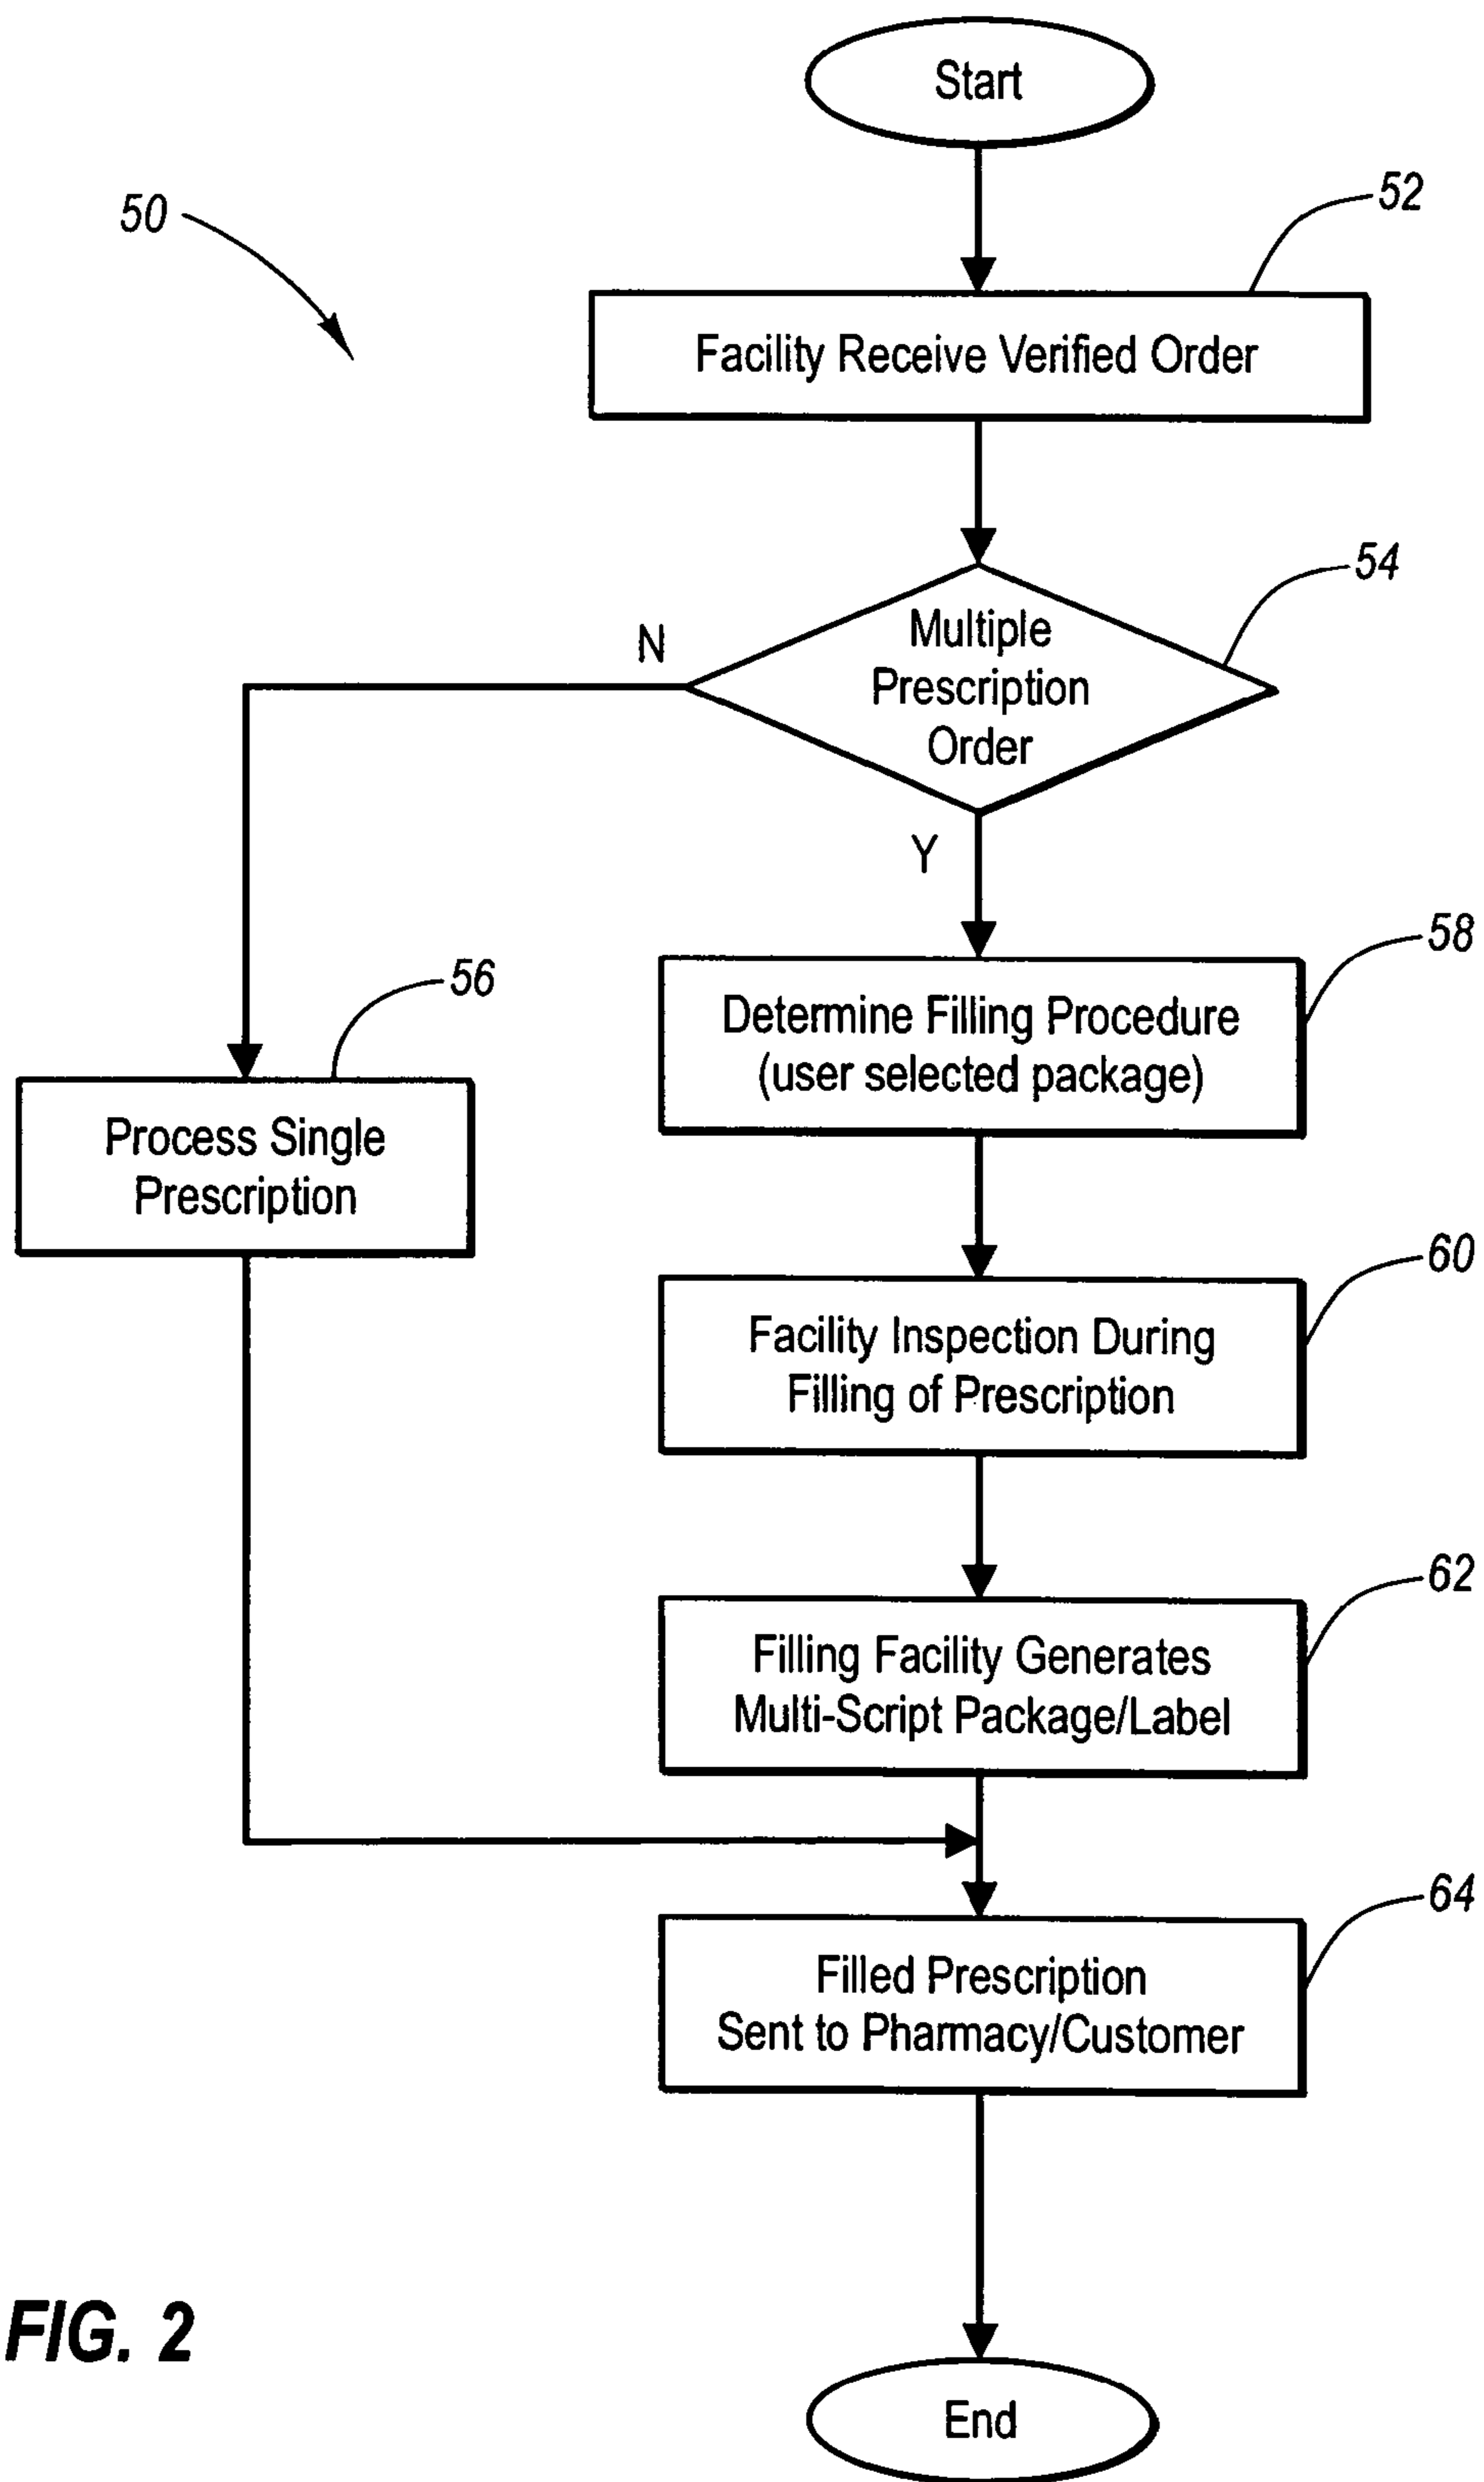 Start
50
52
Facility Receive Verified Order
54
N
Multiple
Prescription
Order
Y
58
56
Determine Filling Procedure
(user selected package)
Process Single
Prescription
60
Facility Inspection During
Filling of Prescription
62
Filling Facility Generates
Multi-Script Package/Label
64
Filled Prescription
Sent to Pharmacy/Customer
FIG. 2
End